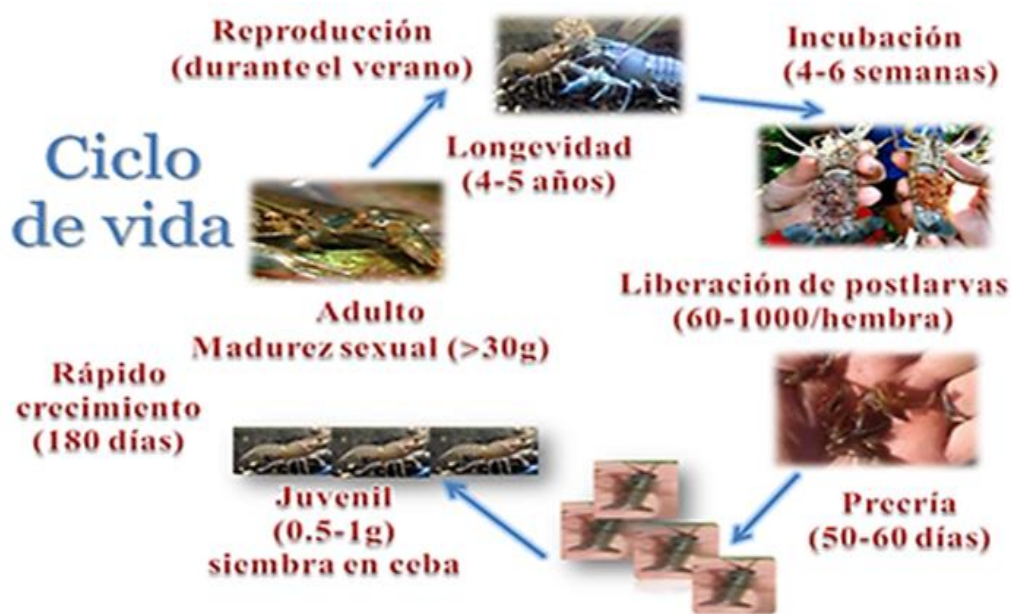 Ciclo
de vida
Reproducción
(durante el verano)
Incubación
(4-6 semanas)
Longevidad
(4-5 años)
Liberación de postlarvas
(60-1000/hembra)
Adulto
Madurez sexual (>30g)
Rápido
crecimiento
(180 días)
Juvenil
(0.5-1g)
siembra en ceba
Precría
(50-60 días)